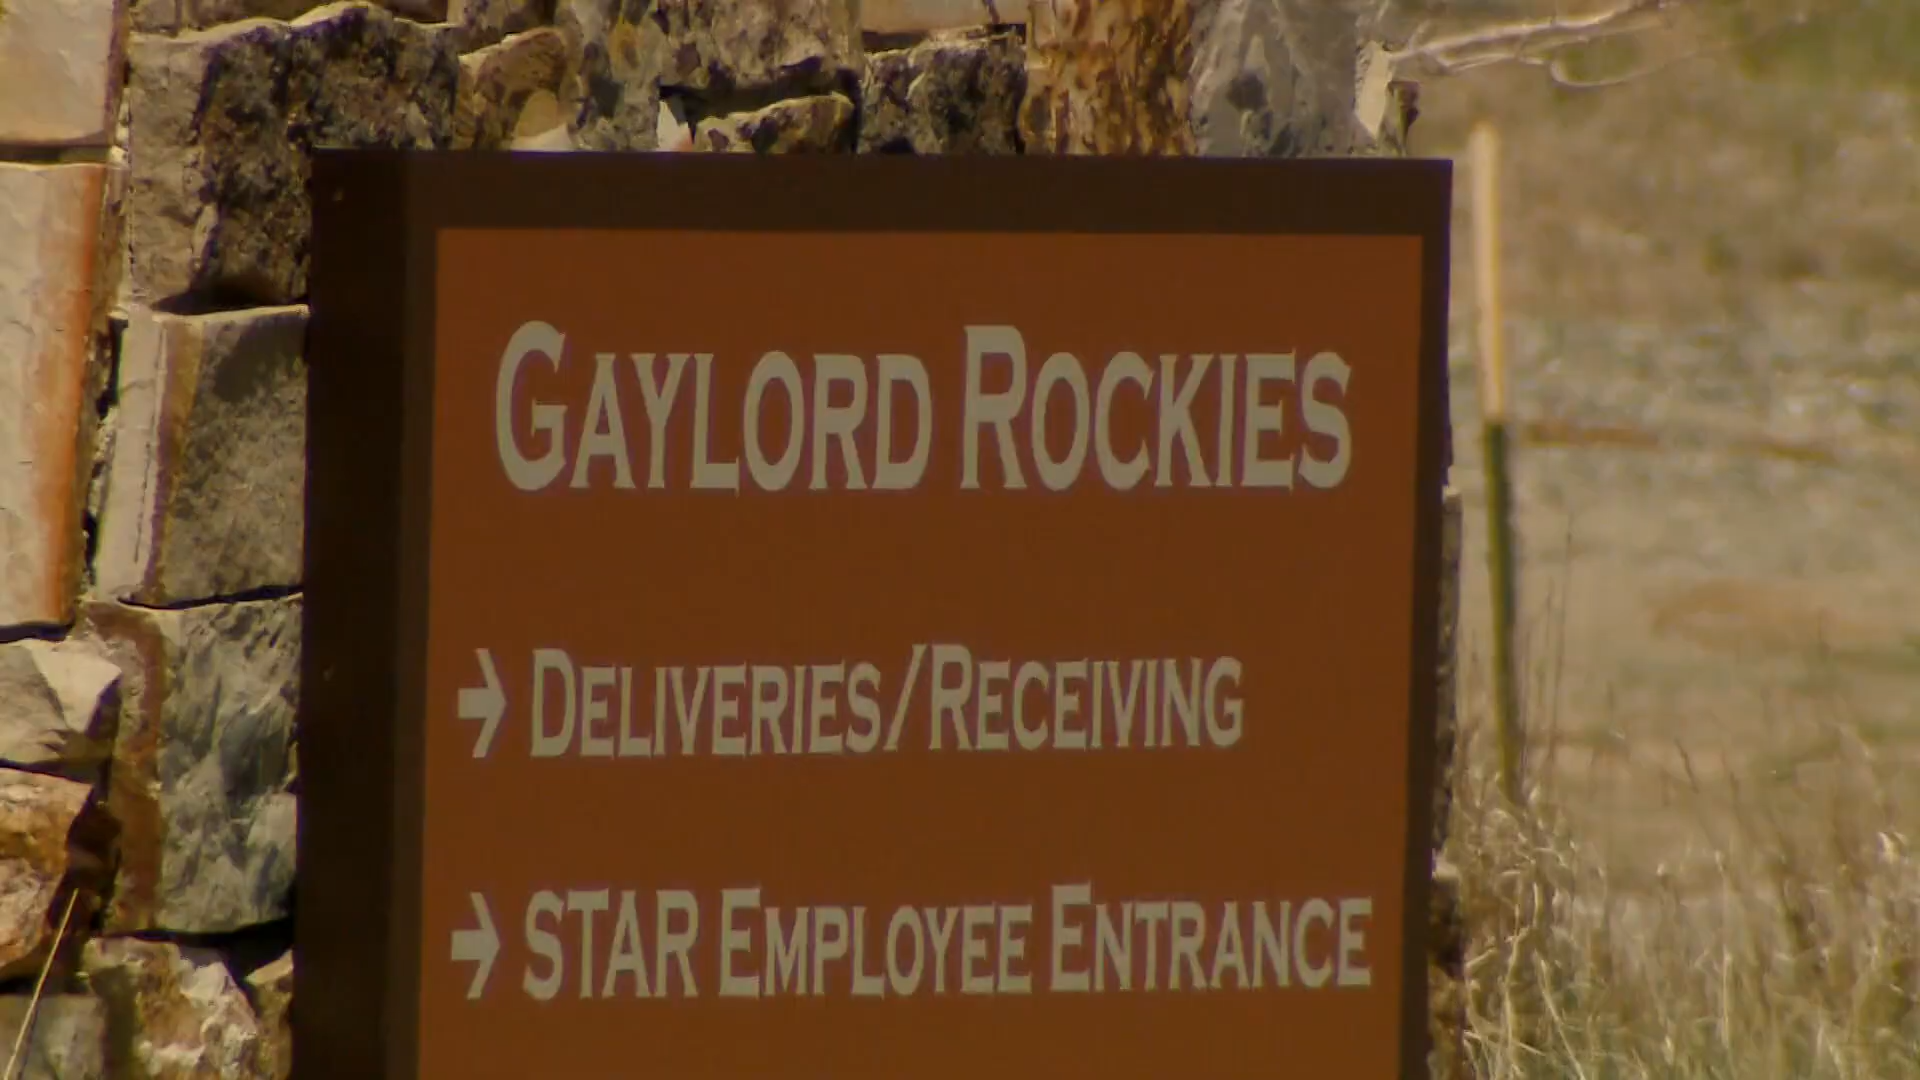 GAYLORD ROCKIES
→ DELIVERIES/RECEIVING
→ STAR EMPLOYEE ENTRANCE